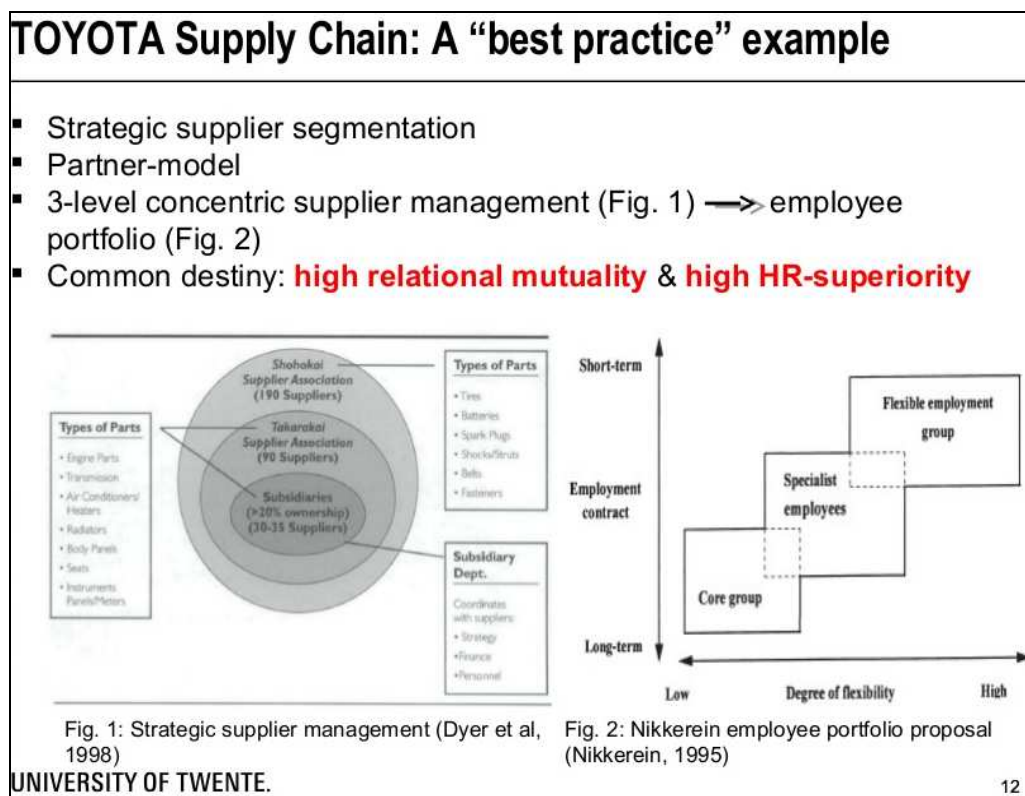 TOYOTA Supply Chain: A “best practice” example
▪ Strategic supplier segmentation
▪ Partner-model
▪ 3-level concentric supplier management (Fig. 1) —>> employee
portfolio (Fig. 2)
▪ Common destiny: high relational mutuality & high HR-superiority
Shohokai
Supplier Association
(190 Suppliers)
Takarakai
Supplier Association
(90 Suppliers)
Subsidiaries
(>20% ownership)
(30-35 Suppliers)
Types of Parts
• Engine Parts
• Transmission
• Air Conditioners/
Heaters
• Radiators
• Body Panels
• Seats
• Instruments
Panels/Meters
Types of Parts
• Tires
• Batteries
• Spark Plugs
• Shocks/Struts
• Belts
• Fasteners
Subsidiary
Dept.
Coordinates
with suppliers:
• Strategy
•Finance
•Personnel
Fig. 1: Strategic supplier management (Dyer et al,
1998)
Short-term
Employment
contract
Long-term
Flexible employment
group
Specialist
employees
Core group
Low
Degree of flexibility
High
Fig. 2: Nikkerein employee portfolio proposal
(Nikkerein, 1995)
UNIVERSITY OF TWENTE.
12